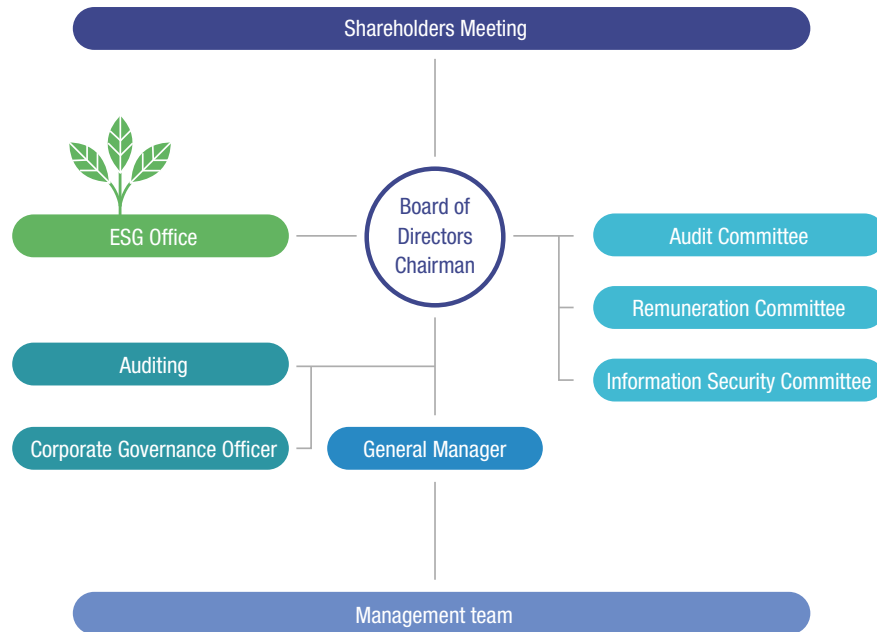 Shareholders Meeting
Board of
Directors
Chairman
ESG Office
Audit Committee
Remuneration Committee
Information Security Committee
Auditing
Corporate Governance Officer
General Manager
Management team